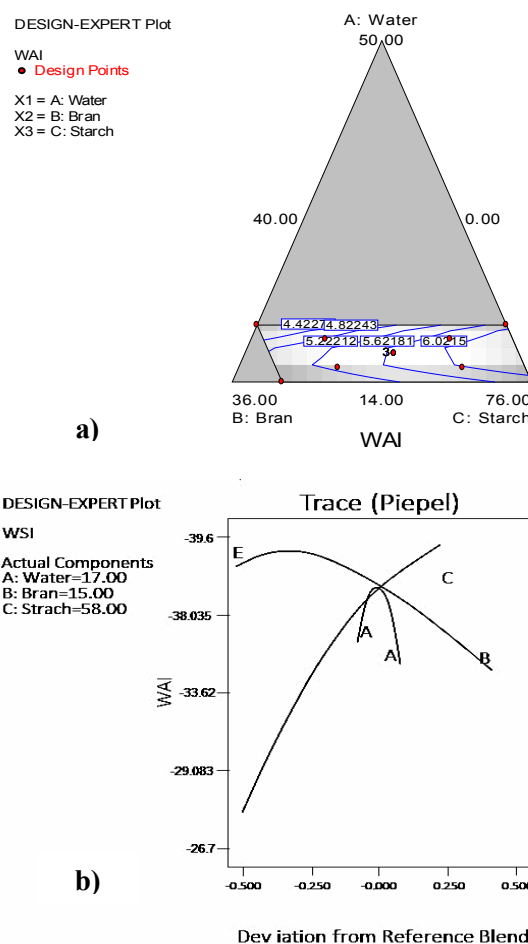 DESIGN-EXPERT Plot
WAI
Design Points
X1 = A: Water
X2 = B: Bran
X3 = C: Starch
A: Water
50.00
40.00
0.00
4.4227
4.82243
5.22212
5.62181
6.0215
3
36.00
14.00
76.00
B: Bran
C: Starch
WAI
a)
DESIGN-EXPERT Plot
WSI
Actual Components
A: Water=17.00
B: Bran=15.00
C: Strach=58.00
Trace (Piepel)
-39.6
-38.035
-33.62
-29.083
-26.7
WAI
E
C
A
A
B
-0.500
-0.250
-0.000
0.250
0.500
Dev iation from Reference Blend
b)